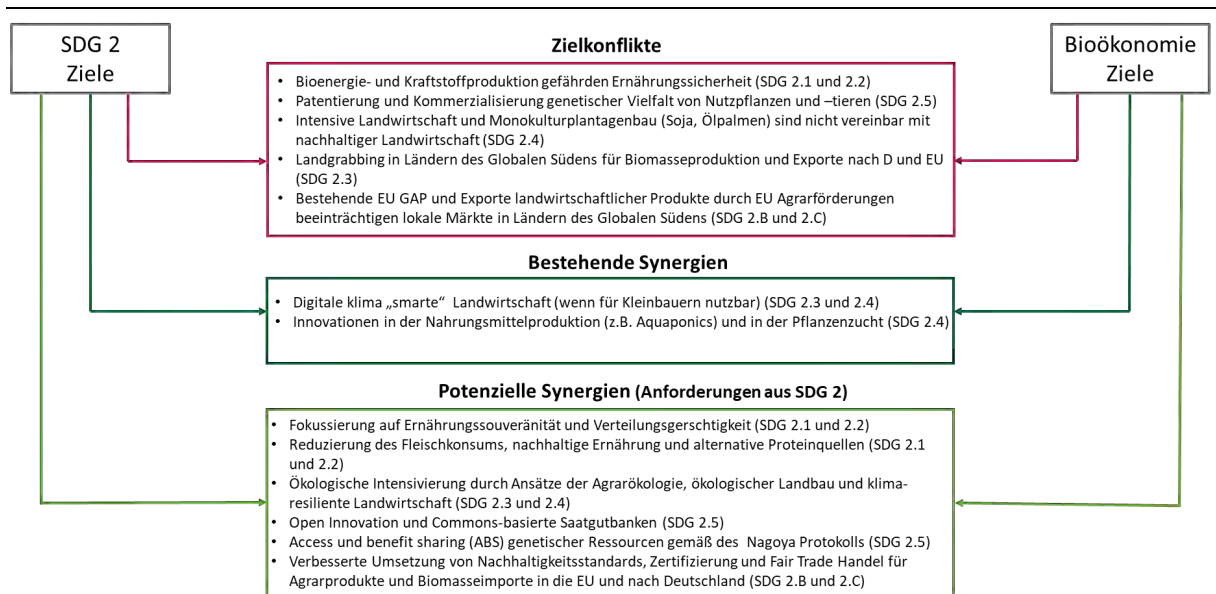 SDG 2
Ziele
Bioökonomie
Ziele
Zielkonflikte
• Bioenergie- und Kraftstoffproduktion gefährden Ernährungssicherheit (SDG 2.1 und 2.2)
• Patentierung und Kommerzialisierung genetischer Vielfalt von Nutzpflanzen und –tieren (SDG 2.5)
• Intensive Landwirtschaft und Monokulturplantagenbau (Soja, Ölpalmen) sind nicht vereinbar mit
nachhaltiger Landwirtschaft (SDG 2.4)
• Landgrabbing in Ländern des Globalen Südens für Biomasseproduktion und Exporte nach D und EU
(SDG 2.3)
• Bestehende EU GAP und Exporte landwirtschaftlicher Produkte durch EU Agrarförderungen
beeinträchtigen lokale Märkte in Ländern des Globalen Südens (SDG 2.B und 2.C)
Bestehende Synergien
• Digitale klima „smarte“ Landwirtschaft (wenn für Kleinbauern nutzbar) (SDG 2.3 und 2.4)
• Innovationen in der Nahrungsmittelproduktion (z.B. Aquaponics) und in der Pflanzenzucht (SDG 2.4)
Potenzielle Synergien (Anforderungen aus SDG 2)
• Fokussierung auf Ernährungssouveränität und Verteilungsgerschtigkeit (SDG 2.1 und 2.2)
• Reduzierung des Fleischkonsums, nachhaltige Ernährung und alternative Proteinquellen (SDG 2.1
und 2.2)
• Ökologische Intensivierung durch Ansätze der Agrarökologie, ökologischer Landbau und klima-
resiliente Landwirtschaft (SDG 2.3 und 2.4)
• Open Innovation und Commons-basierte Saatgutbanken (SDG 2.5)
• Access und benefit sharing (ABS) genetischer Ressourcen gemäß des Nagoya Protokolls (SDG 2.5)
• Verbesserte Umsetzung von Nachhaltigkeitsstandards, Zertifizierung und Fair Trade Handel für
Agrarprodukte und Biomasseimporte in die EU und nach Deutschland (SDG 2.B und 2.C)